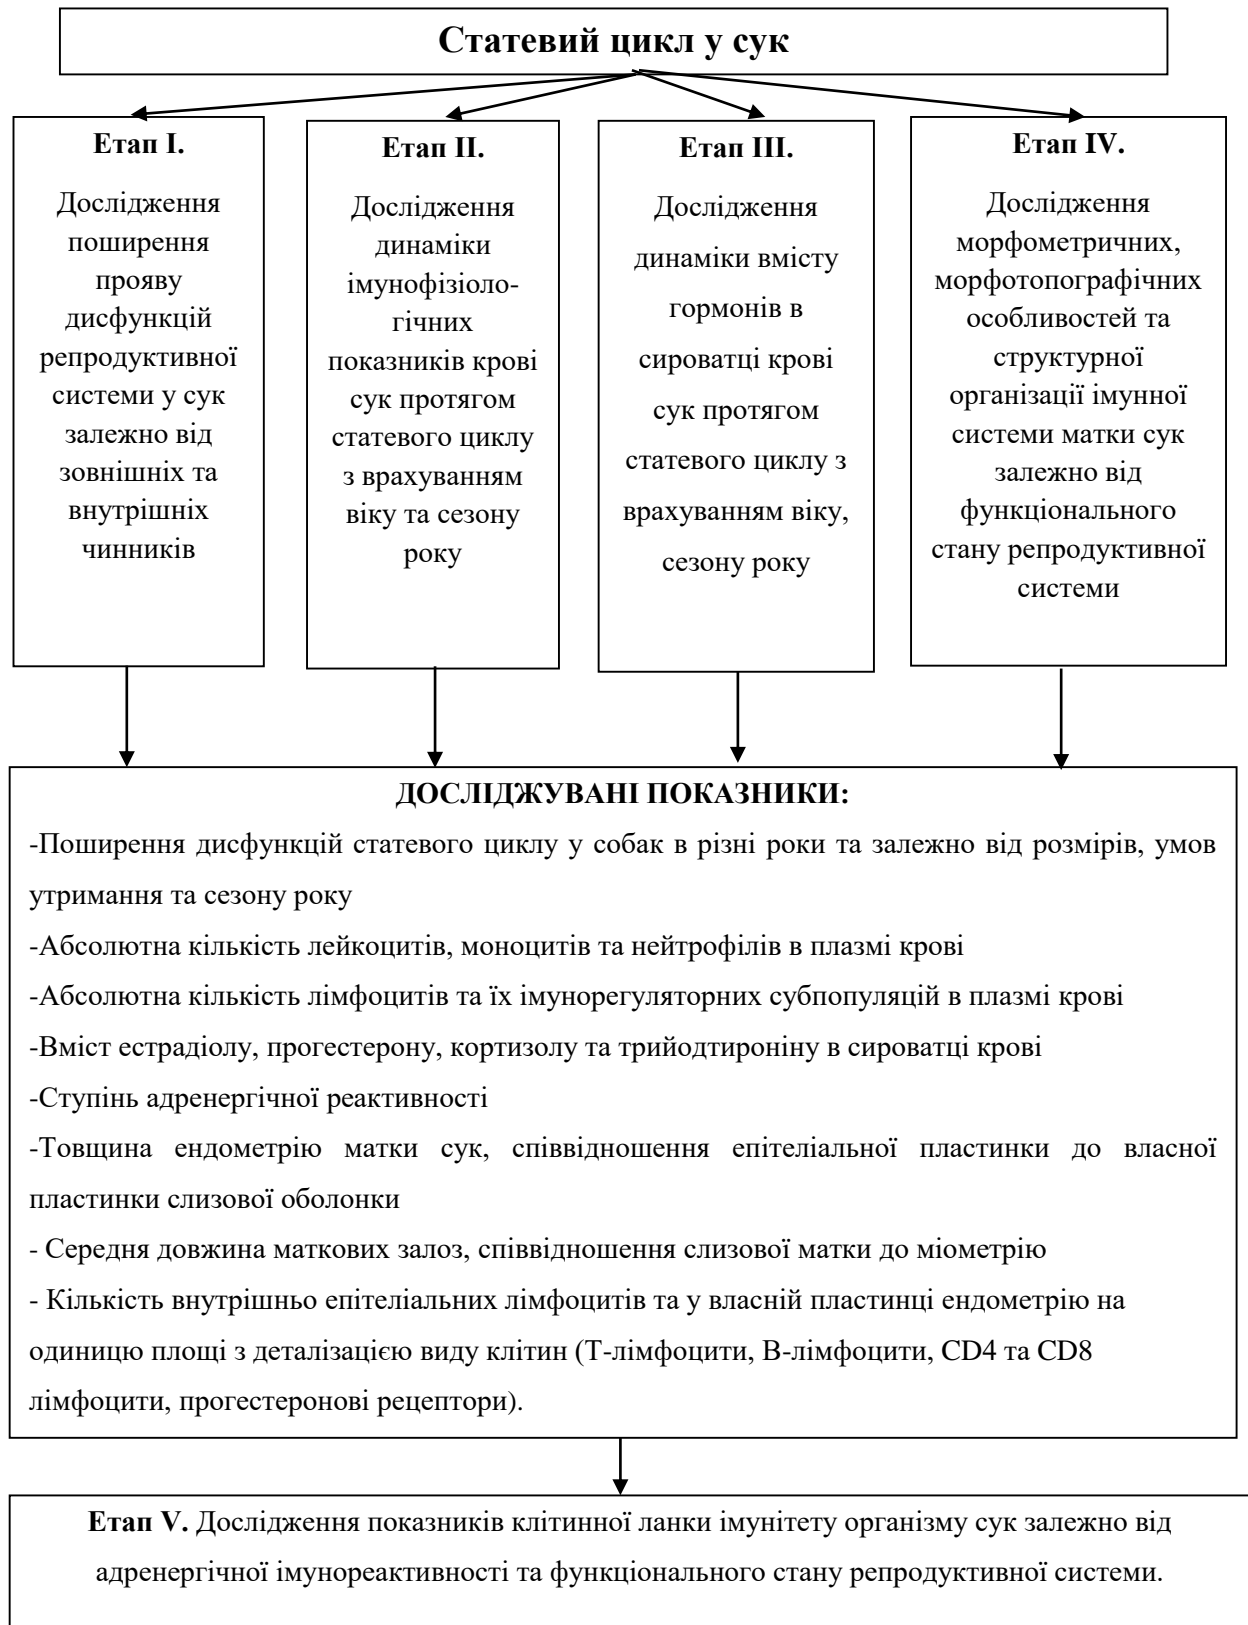 Статевий цикл у сук
Етап І.
Дослідження
поширення
прояву
дисфункцій
репродуктивної
системи у сук
залежно від
зовнішніх та
внутрішніх
чинників
Етап ІІ.
Дослідження
динаміки
імунофізіоло-
гічних
показників крові
сук протягом
статевого циклу
з врахуванням
віку та сезону
року
Етап ІІІ.
Дослідження
динаміки вмісту
гормонів в
сироватці крові
сук протягом
статевого циклу з
врахуванням віку,
сезону року
Етап ІV.
Дослідження
морфометричних,
морфотопографічних
особливостей та
структурної
організації імунної
системи матки сук
залежно від
функціонального
стану репродуктивної
системи
ДОСЛІДЖУВАНІ ПОКАЗНИКИ:
-Поширення дисфункцій статевого циклу у собак в різні роки та залежно від розмірів, умов
утримання та сезону року
-Абсолютна кількість лейкоцитів, моноцитів та нейтрофілів в плазмі крові
-Абсолютна кількість лімфоцитів та їх імунорегуляторних субпопуляцій в плазмі крові
-Вміст естрадіолу, прогестерону, кортизолу та трийодтироніну в сироватці крові
-Ступінь адренергічної реактивності
-Товщина ендометрію матки сук, співвідношення епітеліальної пластинки до власної
пластинки слизової оболонки
- Середня довжина маткових залоз, співвідношення слизової матки до міометрію
- Кількість внутрішньо епітеліальних лімфоцитів та у власній пластинці ендометрію на
одиницю площі з деталізацією виду клітин (Т-лімфоцити, В-лімфоцити, CD4 та CD8
лімфоцити, прогестеронові рецептори).
Етап V. Дослідження показників клітинної ланки імунітету організму сук залежно від
адренергічної імунореактивності та функціонального стану репродуктивної системи.